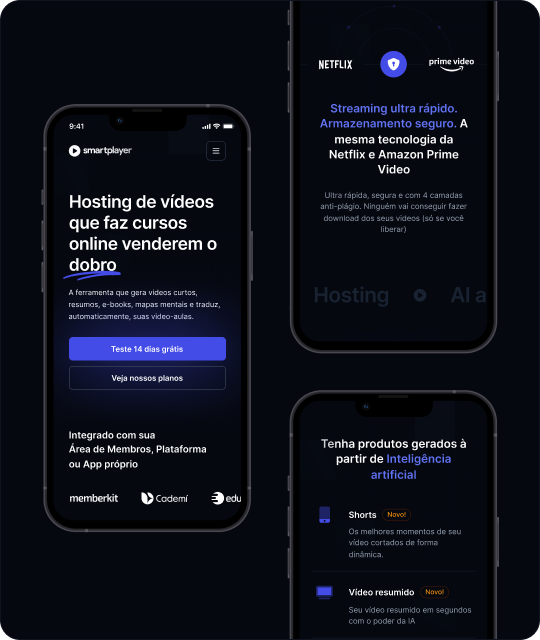 9:41
smartplayer
Hosting de vídeos
que faz cursos
online venderem o
dobro
A ferramenta que gera vídeos curtos,
resumos, e-books, mapas mentais e traduz,
automaticamente, suas vídeo-aulas.
Teste 14 dias grátis
Veja nossos planos
Integrado com sua
Área de Membros, Plataforma
ou App próprio
memberkit
Cademí
edu
NETFLIX
prime video
Streaming ultra rápido.
Armazenamento seguro. A
mesma tecnologia da
Netflix e Amazon Prime
Video
Ultra rápida, segura e com 4 camadas
anti-plágio. Ninguém vai conseguir fazer
download dos seus vídeos (só se você
liberar)
Hosting
AI a
Tenha produtos gerados à
partir de Inteligência
artificial
Shorts
Novo!
Os melhores momentos de seu
vídeo cortados de forma
dinâmica.
Vídeo resumido
Novo!
Seu vídeo resumido em segundos
com o poder da IA